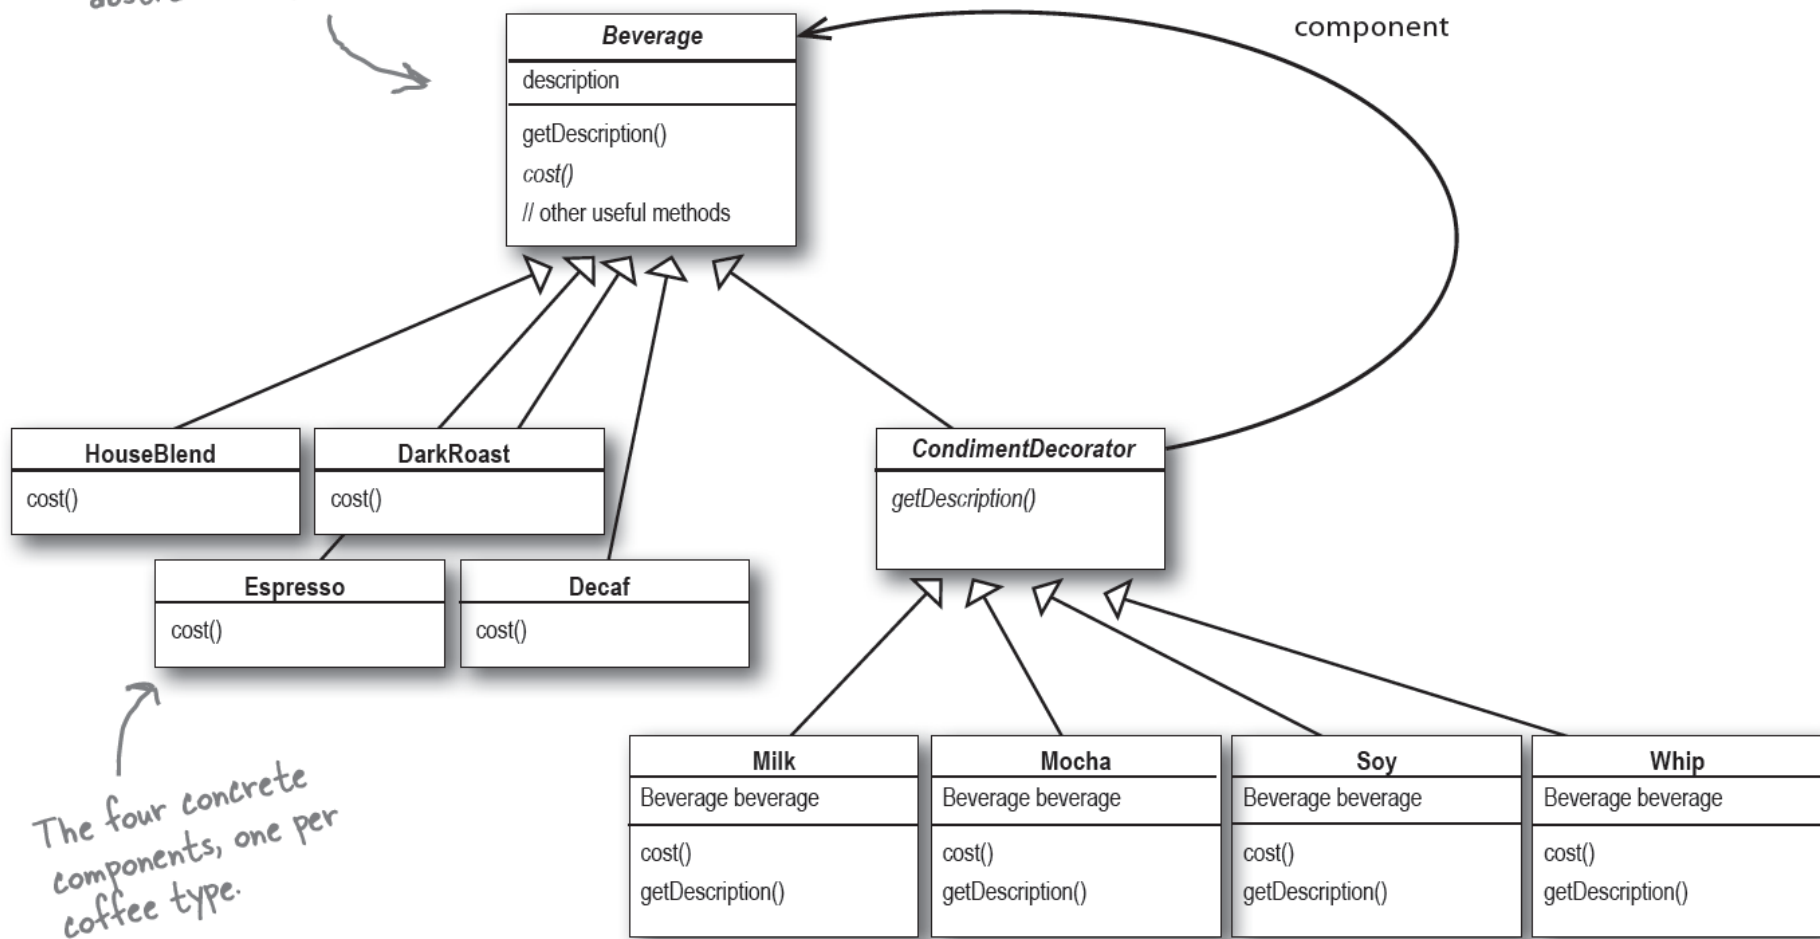 component
Beverage
description
getDescription()
cost()
// other useful methods
HouseBlend
cost()
DarkRoast
cost()
Espresso
cost()
Decaf
cost()
CondimentDecorator
getDescription()
Milk
Beverage beverage
cost()
getDescription()
Mocha
Beverage beverage
cost()
getDescription()
Soy
Beverage beverage
cost()
getDescription()
Whip
Beverage beverage
cost()
getDescription()
The four concrete
components, one per
coffee type.